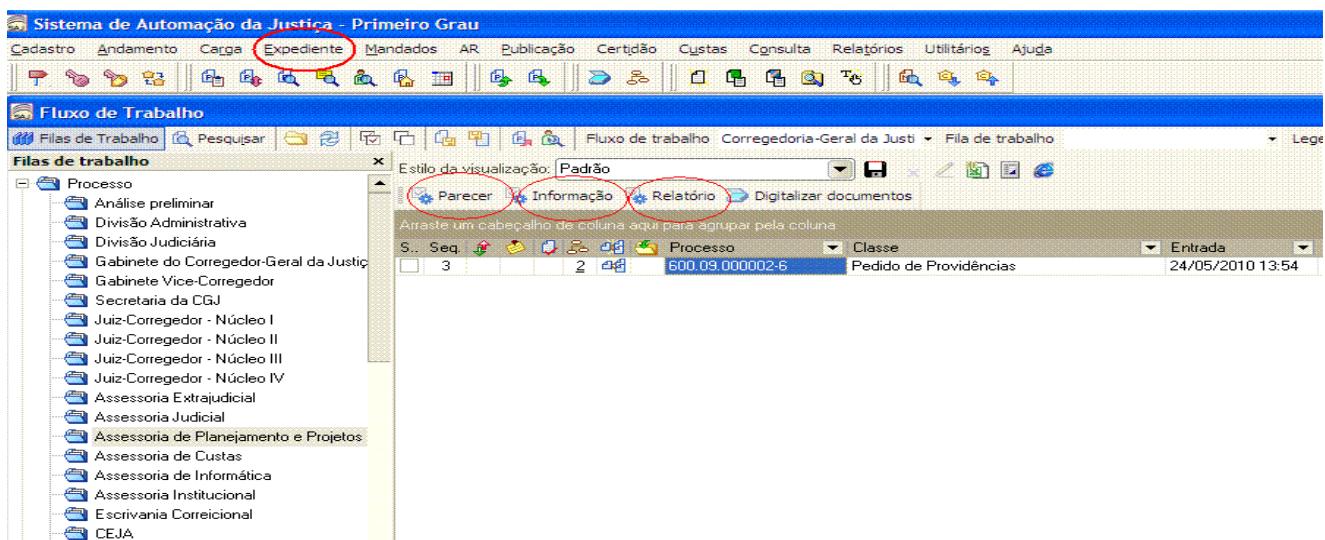 Sistema de Automação da Justiça - Primeiro Grau
Cadastro Andamento Carga Expediente Mandados AR Publicação Certidão Custas Consulta Relatórios Utilitários Ajuda
Fluxo de Trabalho
Filas de Trabalho Pesquisar Fluxo de trabalho Corregedoria-Geral da Justi Fila de trabalho Lege
Filas de trabalho
Estilo da visualização: Padrão
Parecer Informação Relatório Digitalizar documentos
Arraste um cabeçalho de coluna aqui para agrupar pela coluna
S.. Seq. Processo Classe Entrada
3 2 600.09.000002-6 Pedido de Providências 24/05/2010 13:54
Processo
Análise preliminar
Divisão Administrativa
Divisão Judiciária
Gabinete do Corregedor-Geral da Justiç
Gabinete Vice-Corregedor
Secretaria da CGJ
Juiz-Corregedor - Núcleo I
Juiz-Corregedor - Núcleo II
Juiz-Corregedor - Núcleo III
Juiz-Corregedor - Núcleo IV
Assessoria Extrajudicial
Assessoria Judicial
Assessoria de Planejamento e Projetos
Assessoria de Custas
Assessoria de Informática
Assessoria Institucional
Escrivania Correicional
CEJA